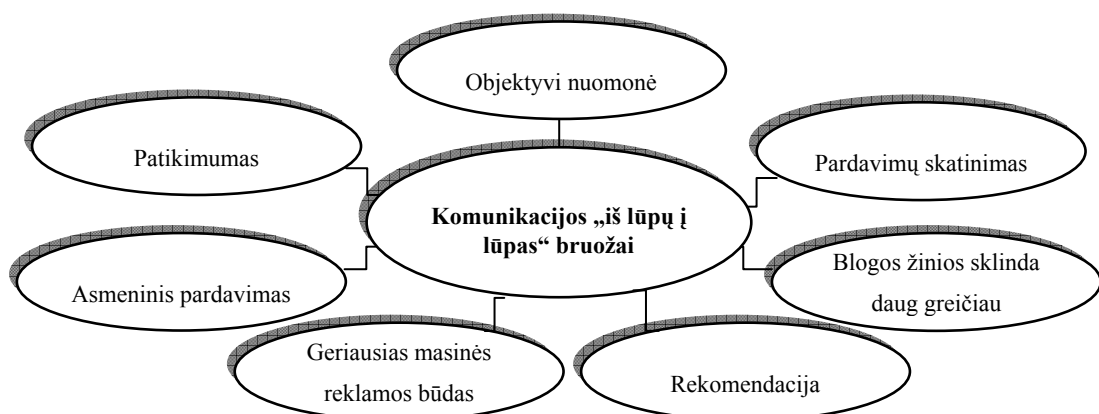 Objektyvi nuomonė
Patikimumas
Pardavimų skatinimas
Komunikacijos „iš lūpų į
lūpas“ bruožai
Asmeninis pardavimas
Blogos žinios sklinda
daug greičiau
Geriausias masinės
reklamos būdas
Rekomendacija